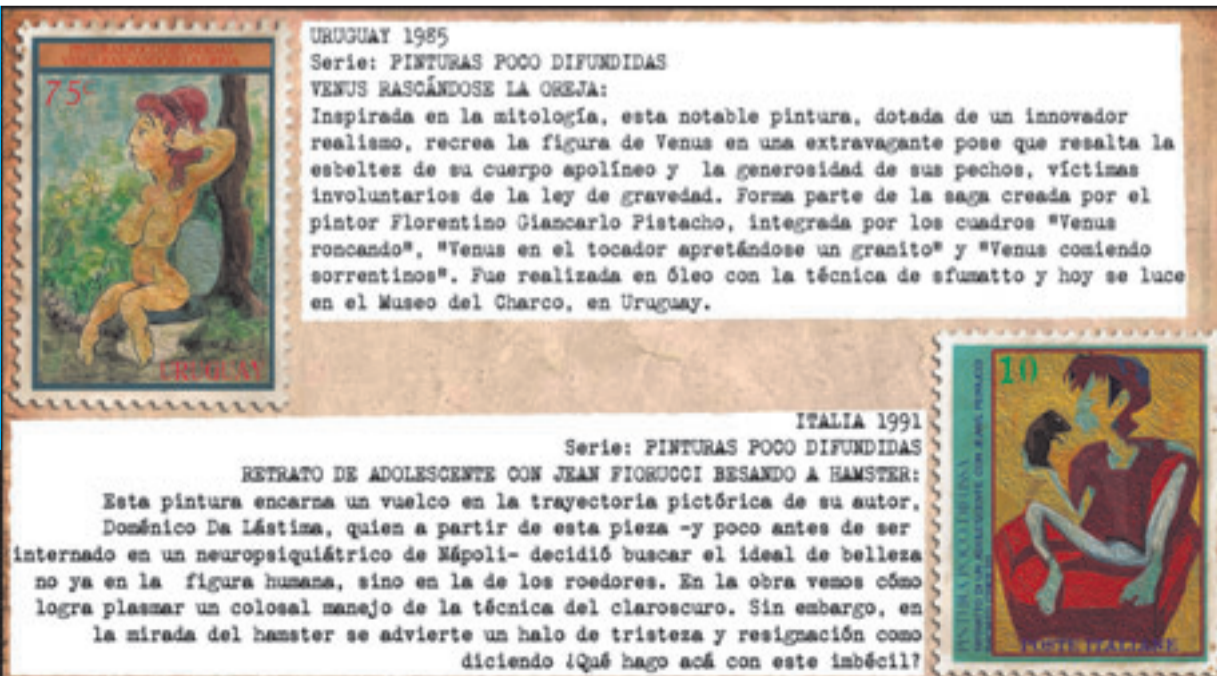 75
URUGUAY
URUGUAY 1985
Serie: PINTURAS POCO DIFUNDIDAS
VENUS RASCÁNDOSE LA OREJA:
Inspirada en la mitología, esta notable pintura, dotada de un innovador
realismo, recrea la figura de Venus en una extravagante pose que resalta la
esbeltez de su cuerpo apolíneo y la generosidad de sus pechos, víctimas
involuntarios de la ley de gravedad. Forma parte de la saga creada por el
pintor Florentino Giancarlo Pistacho, integrada por los cuadros "Venus
roncando", "Venus en el tocador apretándose un granito" y "Venus comiendo
sorrentinos". Fue realizada en óleo con la técnica de sfumatto y hoy se luce
en el Museo del Charco, en Uruguay.
ITALIA 1991
Serie: PINTURAS POCO DIFUNDIDAS
RETRATO DE ADOLESCENTE CON JEAN FIORUCCI BESANDO A HAMSTER:
Esta pintura encarna un vuelco en la trayectoria pictórica de su autor,
Doménico Da Lástima, quien a partir de esta pieza -y poco antes de ser
internado en un neuropsiquiátrico de Nápoli- decidió buscar el ideal de belleza
no ya en la figura humana, sino en la de los roedores. En la obra vemos cómo
logra plasmar un colosal manejo de la técnica del claroscuro. Sin embargo, en
la mirada del hamster se advierte un halo de tristeza y resignación como
diciendo ¿Qué hago acá con este imbécil?
10
POSTE ITALIANE